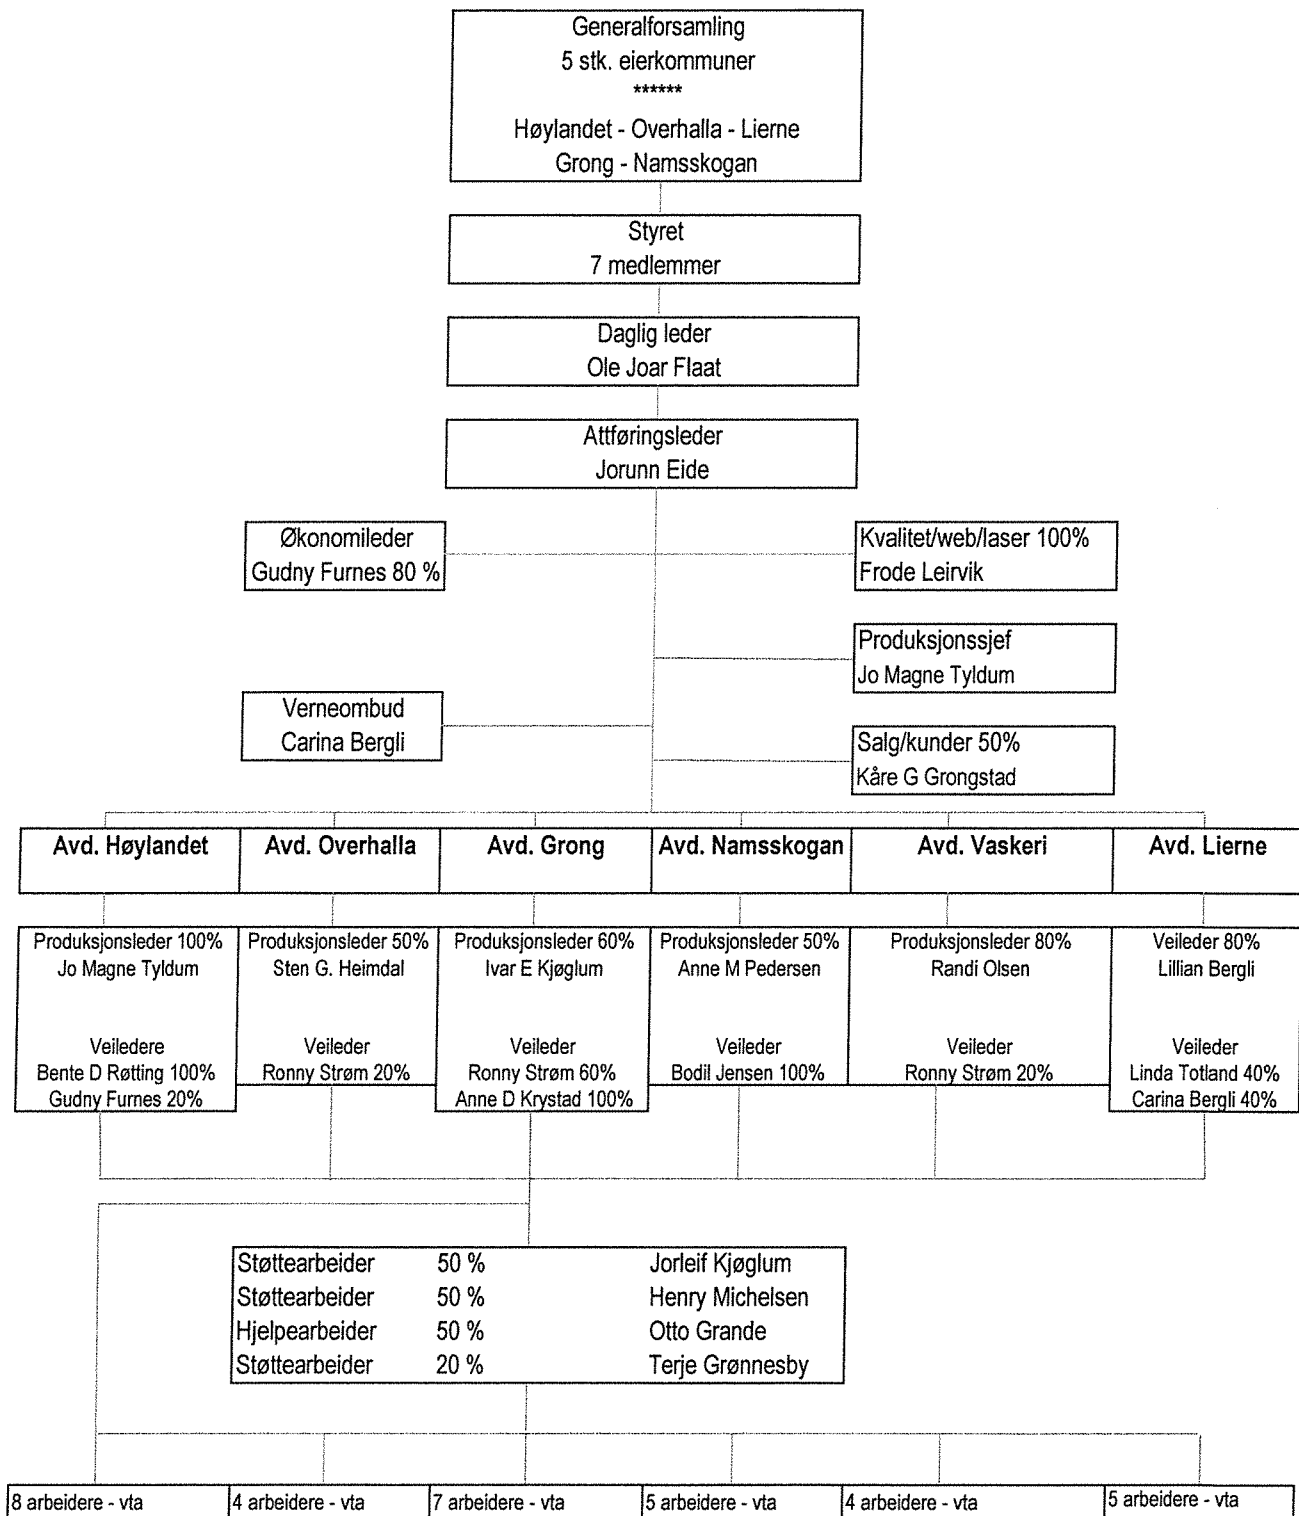 Generalforsamling
5 stk. eierkommuner
******
Høylandet - Overhalla - Lierne
Grong - Namsskogan
Styret
7 medlemmer
Daglig leder
Ole Joar Flaat
Attføringsleder
Jorunn Eide
Økonomileder
Gudny Furnes 80 %
Kvalitet/web/laser 100%
Frode Leirvik
Produksjonssjef
Jo Magne Tyldum
Verneombud
Carina Bergli
Salg/kunder 50%
Kåre G Grongstad
Avd. Høylandet
Avd. Overhalla
Avd. Grong
Avd. Namsskogan
Avd. Vaskeri
Avd. Lierne
Produksjonsleder 100%
Jo Magne Tyldum
Veiledere
Bente D Røtting 100%
Gudny Furnes 20%
Produksjonsleder 50%
Sten G. Heimdal
Veileder
Ronny Strøm 20%
Produksjonsleder 60%
Ivar E Kjøglum
Veileder
Ronny Strøm 60%
Anne D Krystad 100%
Produksjonsleder 50%
Anne M Pedersen
Veileder
Bodil Jensen 100%
Produksjonsleder 80%
Randi Olsen
Veileder
Ronny Strøm 20%
Veileder 80%
Lillian Bergli
Veileder
Linda Totland 40%
Carina Bergli 40%
Støttearbeider 50 % Jorleif Kjøglum
Støttearbeider 50 % Henry Michelsen
Hjelpearbeider 50 % Otto Grande
Støttearbeider 20 % Terje Grønnesby
8 arbeidere - vta
4 arbeidere - vta
7 arbeidere - vta
5 arbeidere - vta
4 arbeidere - vta
5 arbeidere - vta